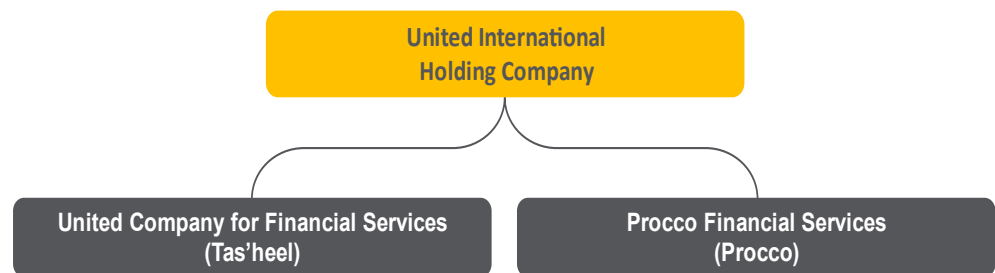 United International
Holding Company
United Company for Financial Services
(Tas’heel)
Procco Financial Services
(Procco)